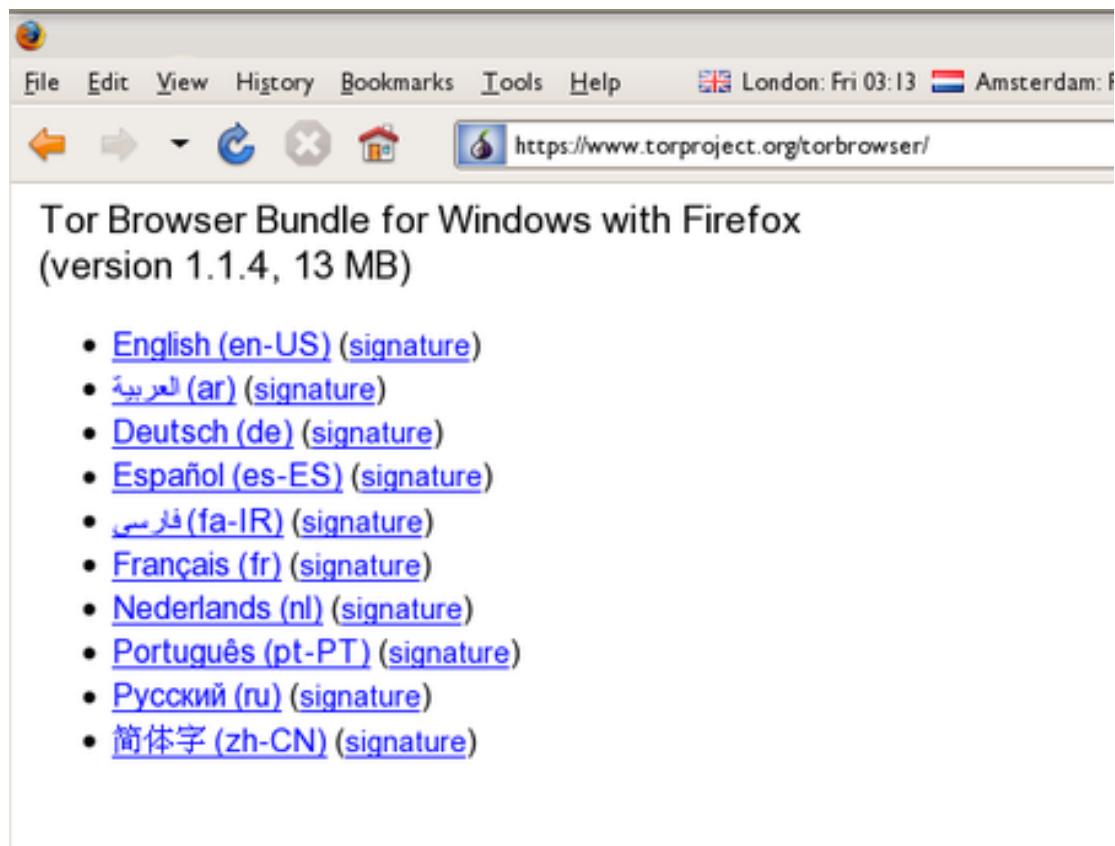 File Edit View History Bookmarks Tools Help London: Fri 03:13 Amsterdam:
https://www.torproject.org/torbrowser/
Tor Browser Bundle for Windows with Firefox
(version 1.1.4, 13 MB)
• English (en-US) (signature)
• العربية (ar) (signature)
• Deutsch (de) (signature)
• Español (es-ES) (signature)
• فارسی (fa-IR) (signature)
• Français (fr) (signature)
• Nederlands (nl) (signature)
• Português (pt-PT) (signature)
• Русский (ru) (signature)
• 简体字 (zh-CN) (signature)